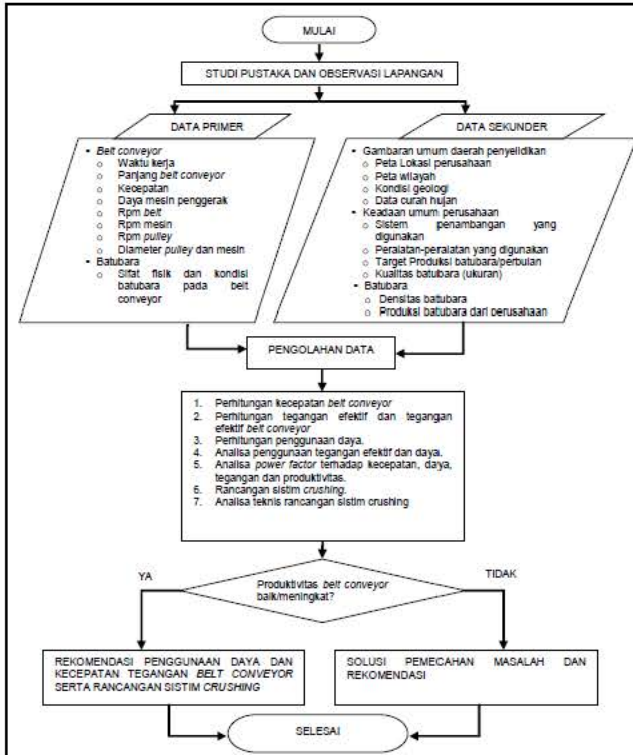 MULAI
STUDI PUSTAKA DAN OBSERVASI LAPANGAN
DATA PRIMER
• Belt conveyor
o Waktu kerja
o Panjang belt conveyor
o Kecepatan
o Daya mesin penggerak
o Rpm belt
o Rpm mesin
o Rpm pulley
o Diameter pulley dan mesin
• Batubara
o Sifat fisik dan kondisi
batubara pada belt
conveyor
DATA SEKUNDER
• Gambaran umum daerah penyelidikan
o Peta Lokasi perusahaan
o Peta wilayah
o Kondisi geologi
o Data curah hujan
• Keadaan umum perusahaan
o Sistem penambangan yang
digunakan
o Peralatan-peralatan yang digunakan
o Target Produksi batubara/perbulan
o Kualitas batubara (ukuran)
• Batubara
o Densitas batubara
o Produksi batubara dari perusahaan
PENGOLAHAN DATA
1. Perhitungan kecepatan belt conveyor
2. Perhitungan tegangan efektif dan tegangan
efektif belt conveyor
3. Perhitungan penggunaan daya.
4. Analisa penggunaan tegangan efektif dan daya.
5. Analisa power factor terhadap kecepatan, daya,
tegangan dan produktivitas.
6. Rancangan sistim crushing.
7. Analisa teknis rancangan sistim crushing
YA
Produktivitas belt conveyor
baik/meningkat?
TIDAK
REKOMENDASI PENGGUNAAN DAYA DAN
KECEPATAN TEGANGAN BELT CONVEYOR
SERTA RANCANGAN SISTIM CRUSHING
SOLUSI PEMECAHAN MASALAH DAN
REKOMENDASI
SELESAI